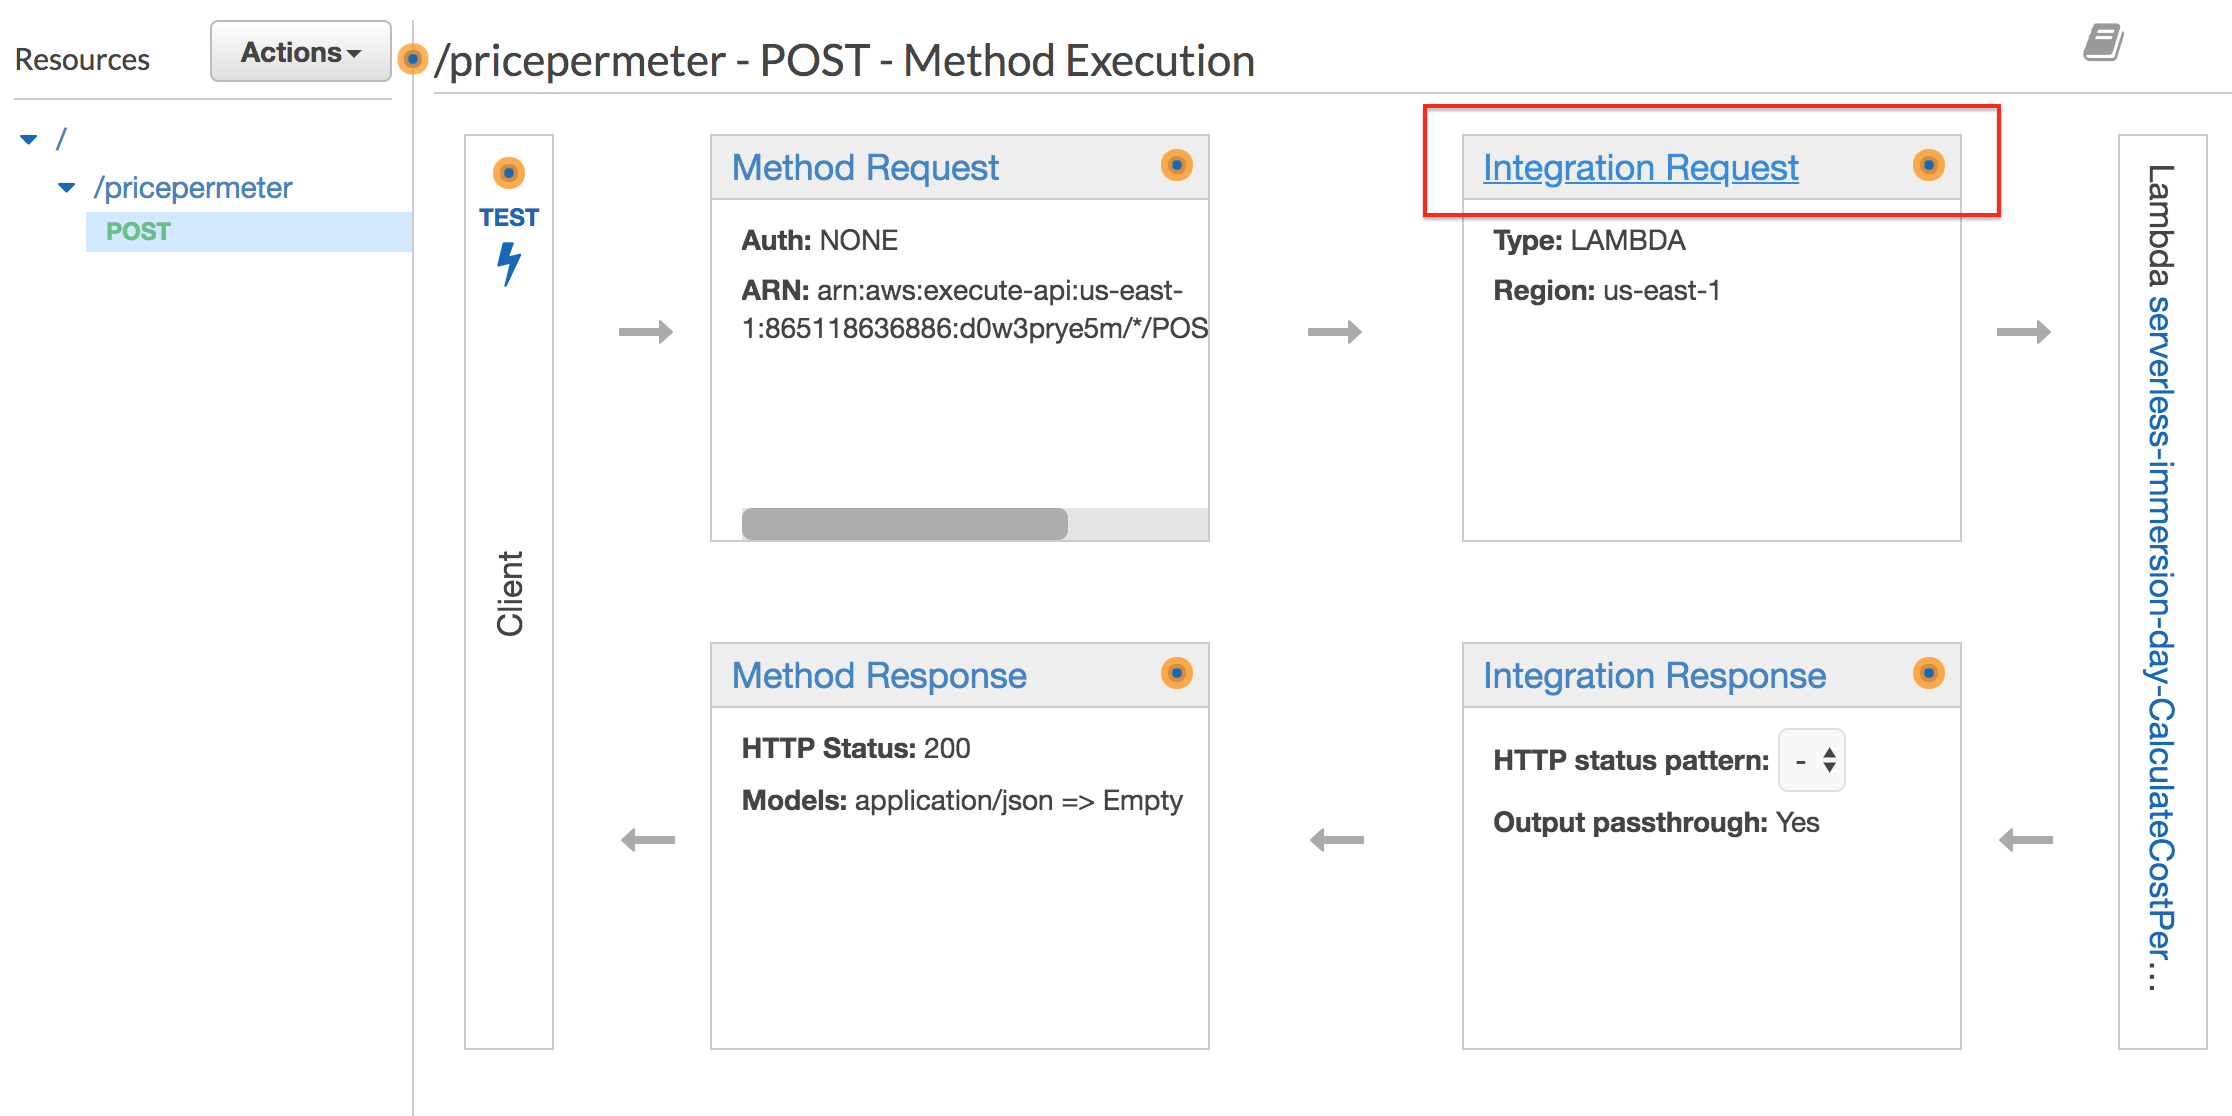 Resources
Actions
/pricepermeter - POST - Method Execution
/
/pricepermeter
POST
TEST
Client
Method Request
Auth: NONE
ARN: arn:aws:execute-api:us-east-
1:865118636886:d0w3prye5m/*/POS
Integration Request
Type: LAMBDA
Region: us-east-1
Lambda serverless-immersion-day-CalculateCostPer...
Method Response
HTTP Status: 200
Models: application/json => Empty
Integration Response
HTTP status pattern: -
Output passthrough: Yes